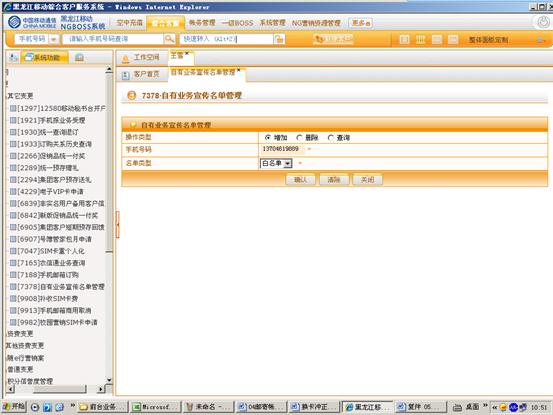 黑龙江移动综合客户服务系统 - Windows Internet Explorer
中国移动通信 CHINA MOBILE 黑龙江移动 NGBOSS系统
空中充值 综合客服 帐务管理 一级BOSS 系统管理 NG营销资源管理 更多
手机号码 请输入手机号码查询 快速转入 (Alt+Z) 整体面板定制
系统功能
工作空间
客户首页 自有业务宣传名单管理
7378-自有业务宣传名单管理
其它变更
[1297]12580移动秘书台开户
[1921]手机报业务受理
[1930]统一查询退订
[1933]订购关系历史查询
[2266]促销品统一付奖
[2289]统一预存赠礼
[2294]集团客户预存送礼
[4229]电子VIP卡申请
[6839]非实名用户备用客户信
[6842]新版促销品统一付奖
[6905]集团客户短期预存回馈
[6907]号簿管家包月申请
[7047]SIM卡置个人化
[7165]农信通业务查询
[7188]手机邮箱订购
[7378]自有业务宣传名单管理
[9908]补收SIM卡费
[9913]手机邮箱商用取消
[9982]校园营销SIM卡申请
资费变更
其他资费变更
随e行营销案
普通变更
积分信誉度管理
自有业务宣传名单管理
操作类型 增加 删除 查询
手机号码 13704619889
名单类型 白名单
确认 清除 关闭
开始 前台业务... Microsof... 未命名 -... 04邮寄帐... 换卡冲正... 黑龙江移... 复件 05... 桌面 10:51